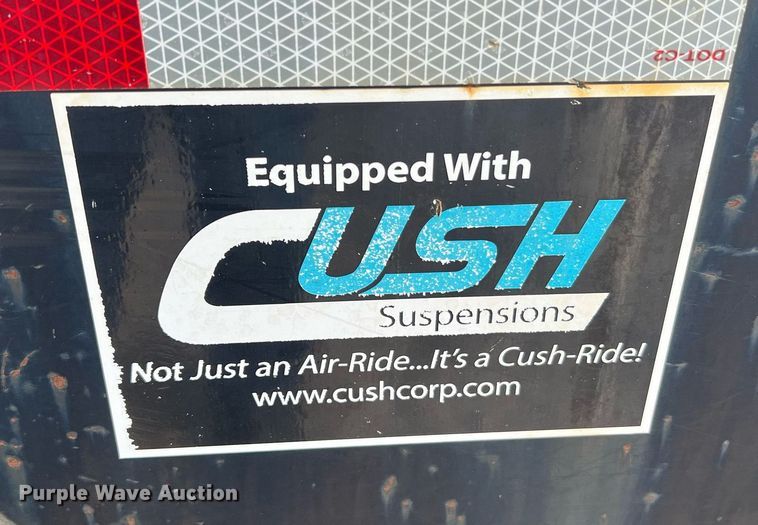 DOT-C2
Equipped With
CUSH
Suspensions
Not Just an Air-Ride...It's a Cush-Ride!
www.cushcorp.com
Purple Wave Auction